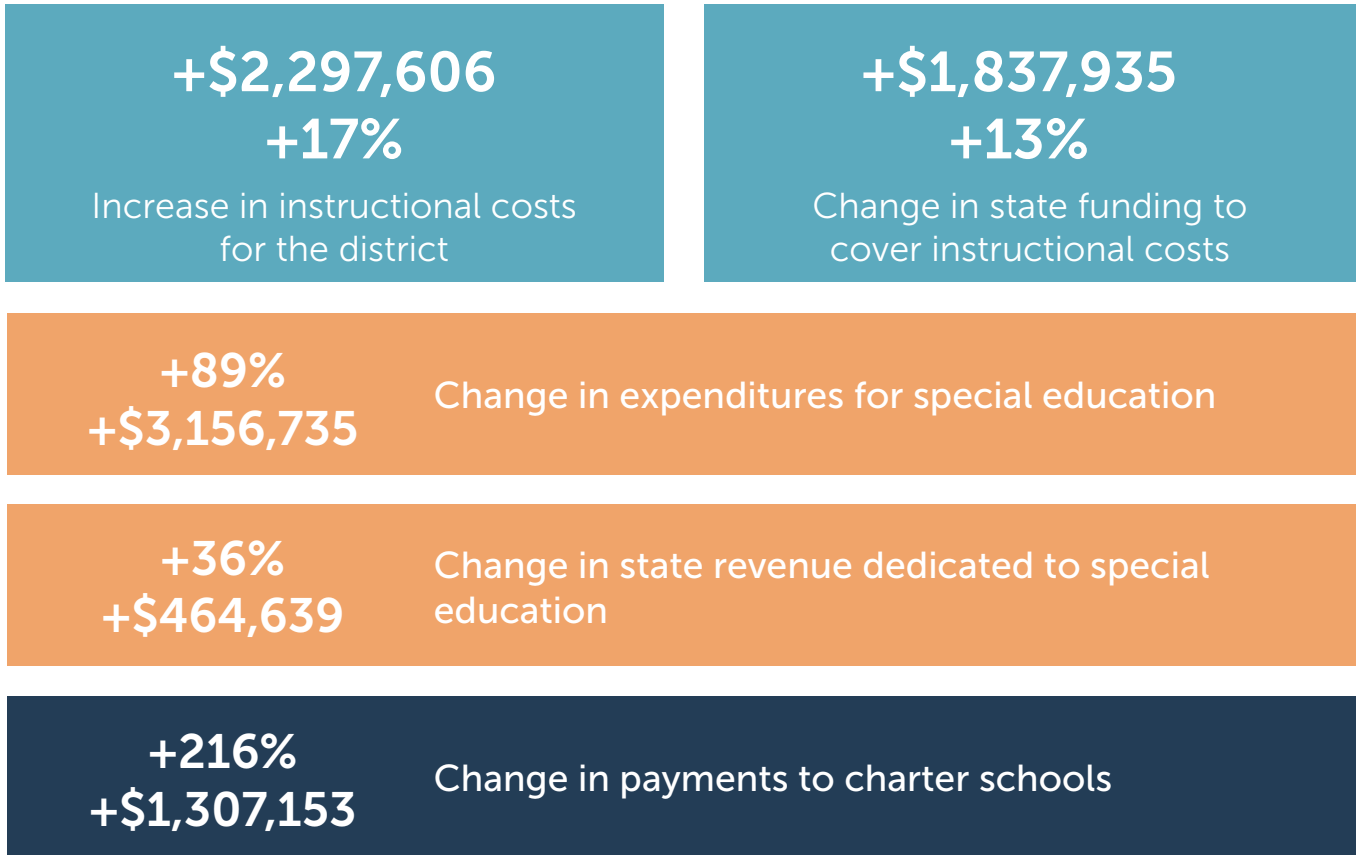 +$2,297,606
+17%
Increase in instructional costs
for the district
+$1,837,935
+13%
Change in state funding to
cover instructional costs
+89%
+$3,156,735
Change in expenditures for special education
+36%
+$464,639
Change in state revenue dedicated to special
education
+216%
+$1,307,153
Change in payments to charter schools